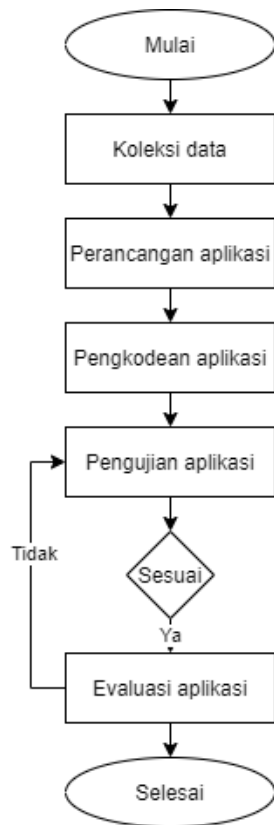 Mulai
Koleksi data
Perancangan aplikasi
Pengkodean aplikasi
Pengujian aplikasi
Tidak
Sesuai
Ya
Evaluasi aplikasi
Selesai